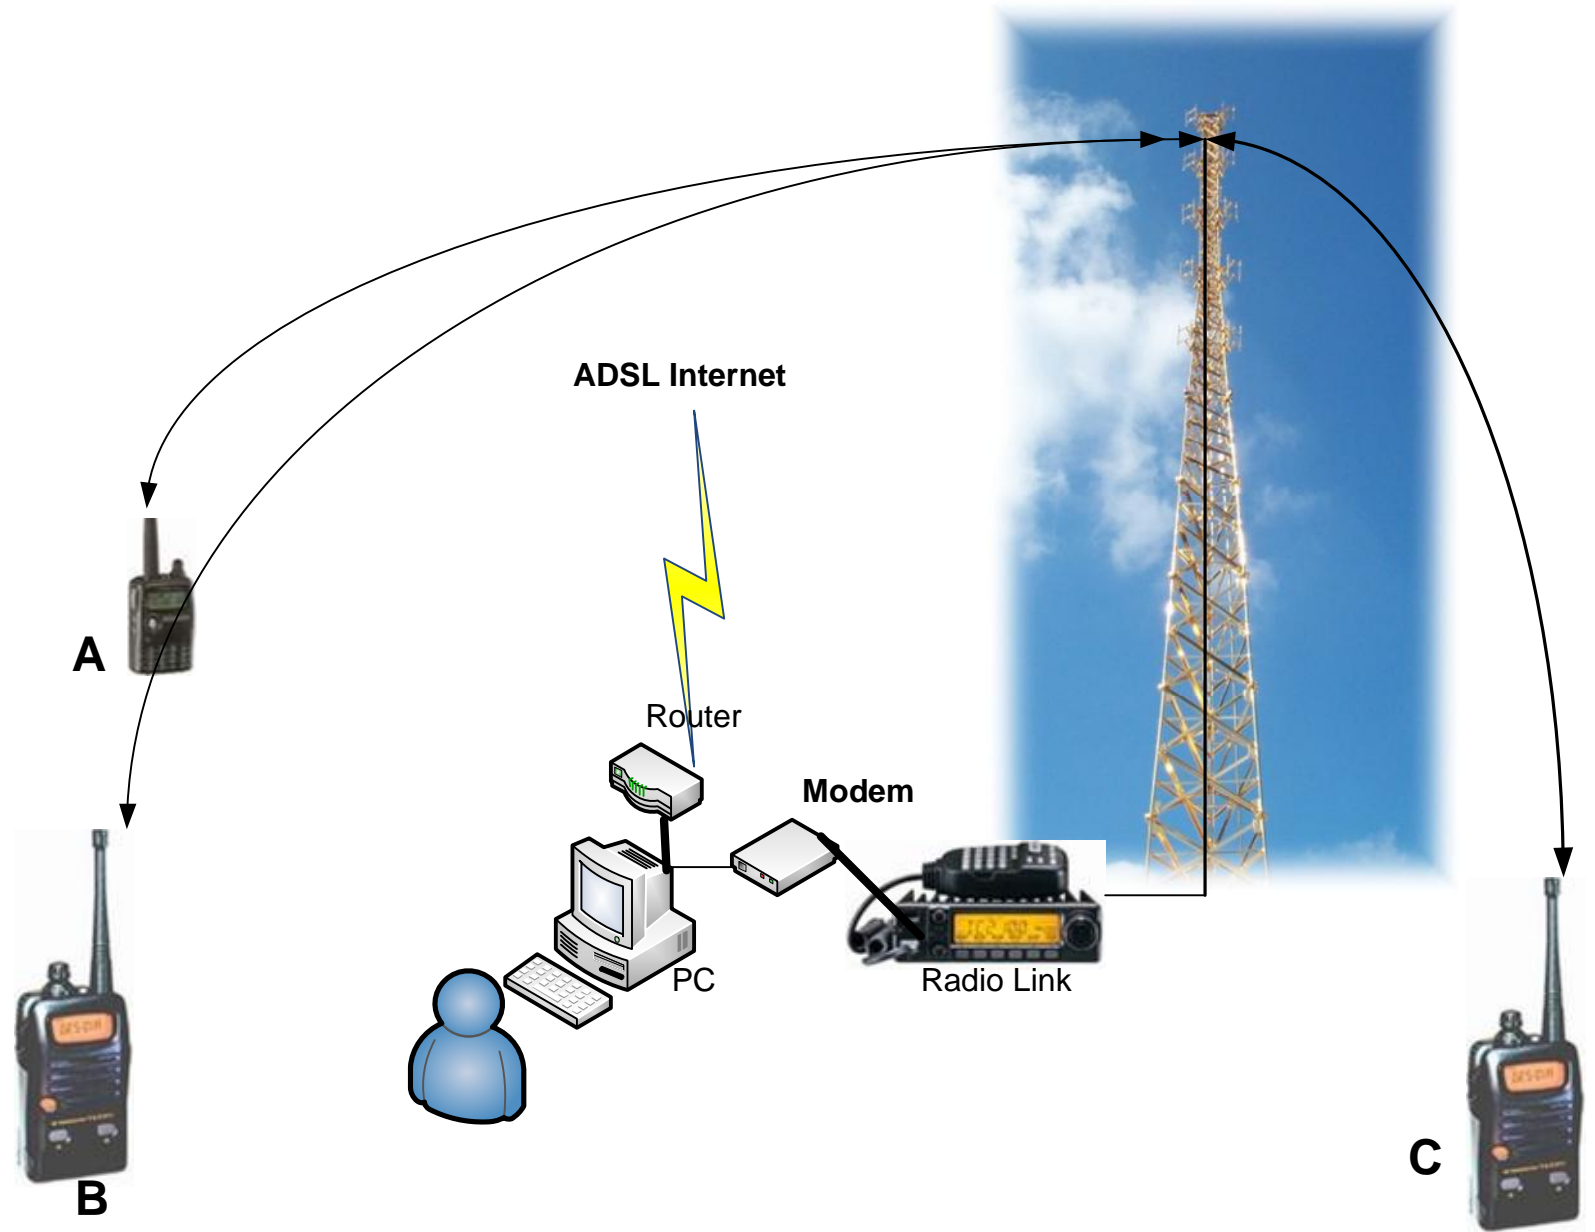 ADSL Internet
A
Router
Modem
PC
Radio Link
B
C